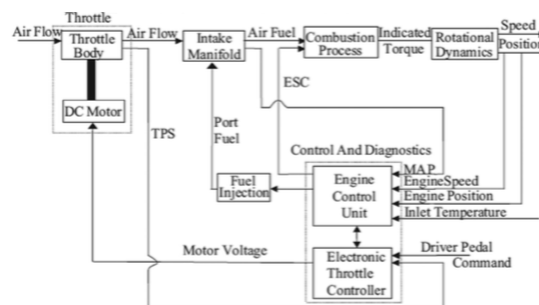 Throttle
Air Flow
Throttle
Body
Air Flow
Intake
Manifold
Air Fuel
Combustion
Process
Indicated
Torque
Rotational
Dynamics
Speed
Position
ESC
DC Motor
TPS
Port
Fuel
Control And Diagnostics
Fuel
Injection
Engine
Control
Unit
MAP
EngineSpeed
Engine Position
Inlet Temperature
Motor Voltage
Electronic
Throttle
Controller
Driver Pedal
Command